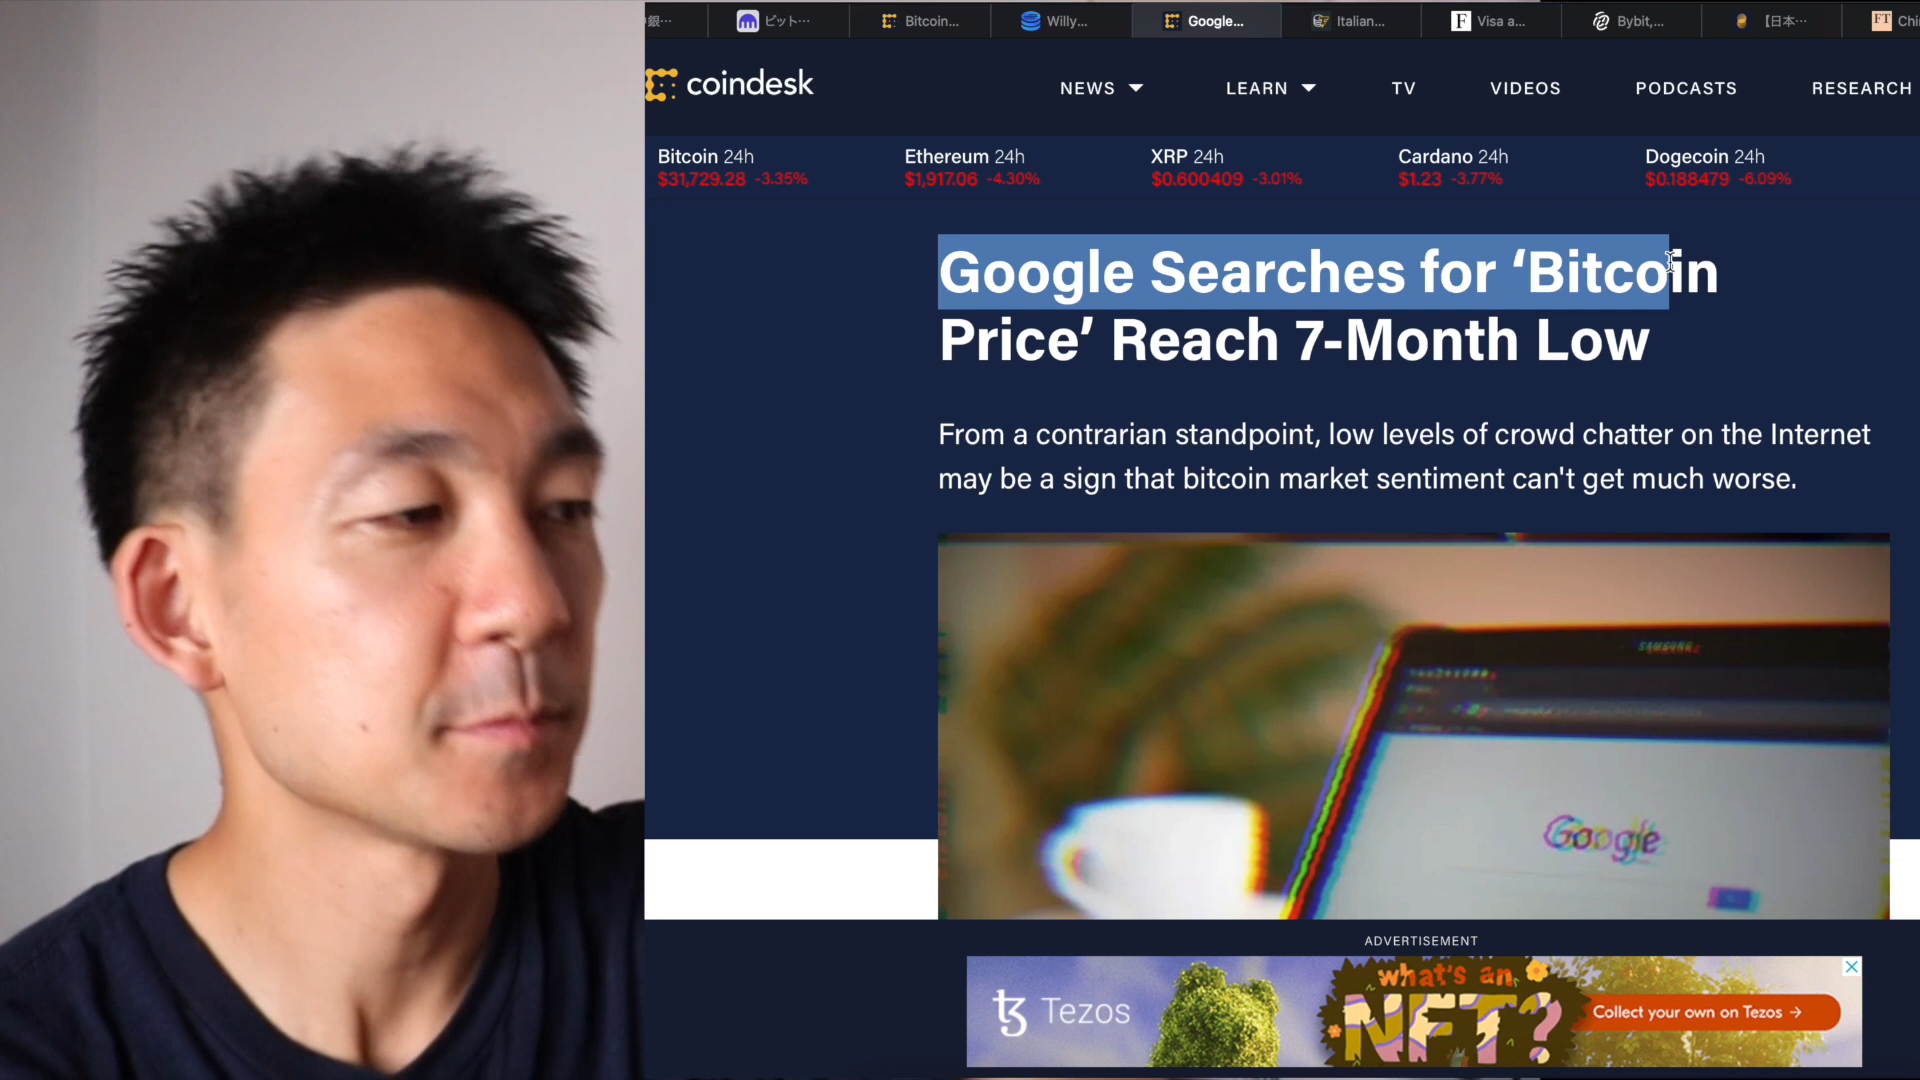 銀…
ビット…
Bitcoin...
Willy...
Google...
Italian...
F
Visa a...
Bybit,...
【日本…
FT
Chi
coindesk
NEWS
LEARN
TV
VIDEOS
PODCASTS
RESEARCH
Bitcoin 24h
$31,729.28 -3.35%
Ethereum 24h
$1,917.06 -4.30%
XRP 24h
$0.600409 -3.01%
Cardano 24h
$1.23 -3.77%
Dogecoin 24h
$0.188479 -6.09%
Google Searches for ‘Bitcoin
Price’ Reach 7-Month Low
From a contrarian standpoint, low levels of crowd chatter on the Internet
may be a sign that bitcoin market sentiment can't get much worse.
SAMSUNG
Google
ADVERTISEMENT
Tezos
what's an
NFT?
Collect your own on Tezos →